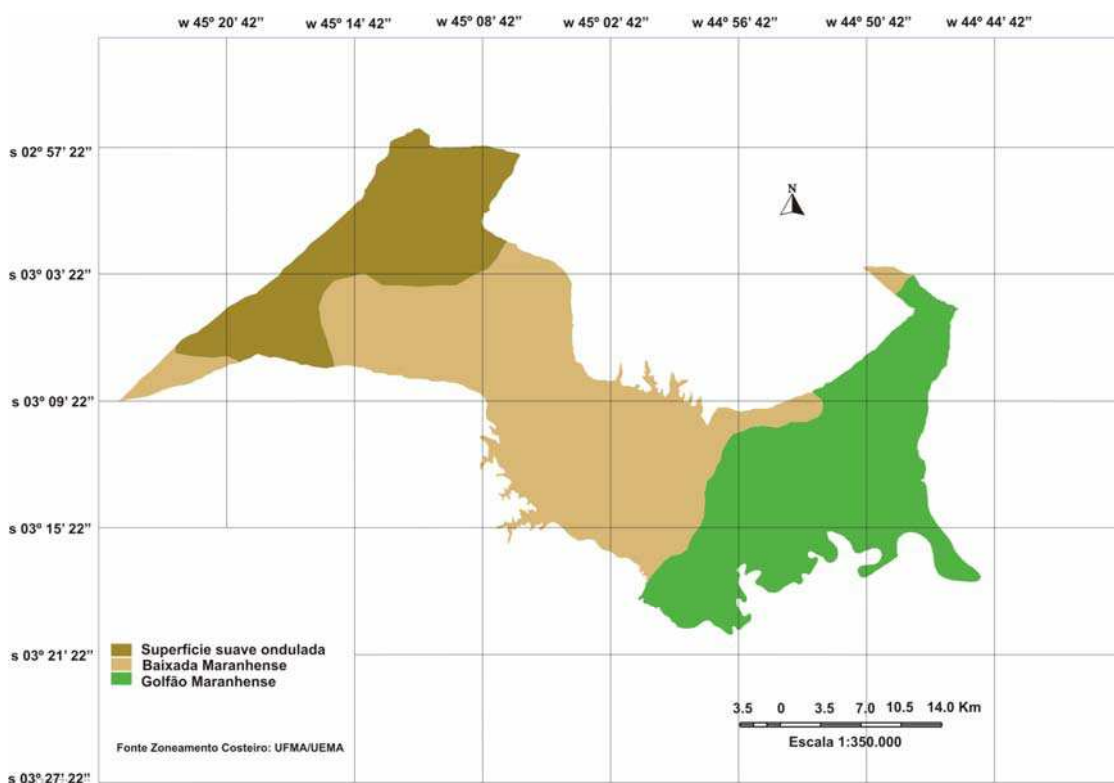 w 45º 20’ 42” w 45º 14’ 42” w 45º 08’ 42” w 45º 02’ 42” w 44º 56’ 42” w 44º 50’ 42” w 44º 44’ 42”
s 02º 57’ 22”
N
s 03º 03’ 22”
s 03º 09’ 22”
s 03º 15’ 22”
s 03º 21’ 22”
s 03º 27’ 22”
Superfície suave ondulada
Baixada Maranhense
Golfão Maranhense
3.5 0 3.5 7.0 10.5 14.0 Km
Escala 1:350.000
Fonte Zoneamento Costeiro: UFMA/UEMA